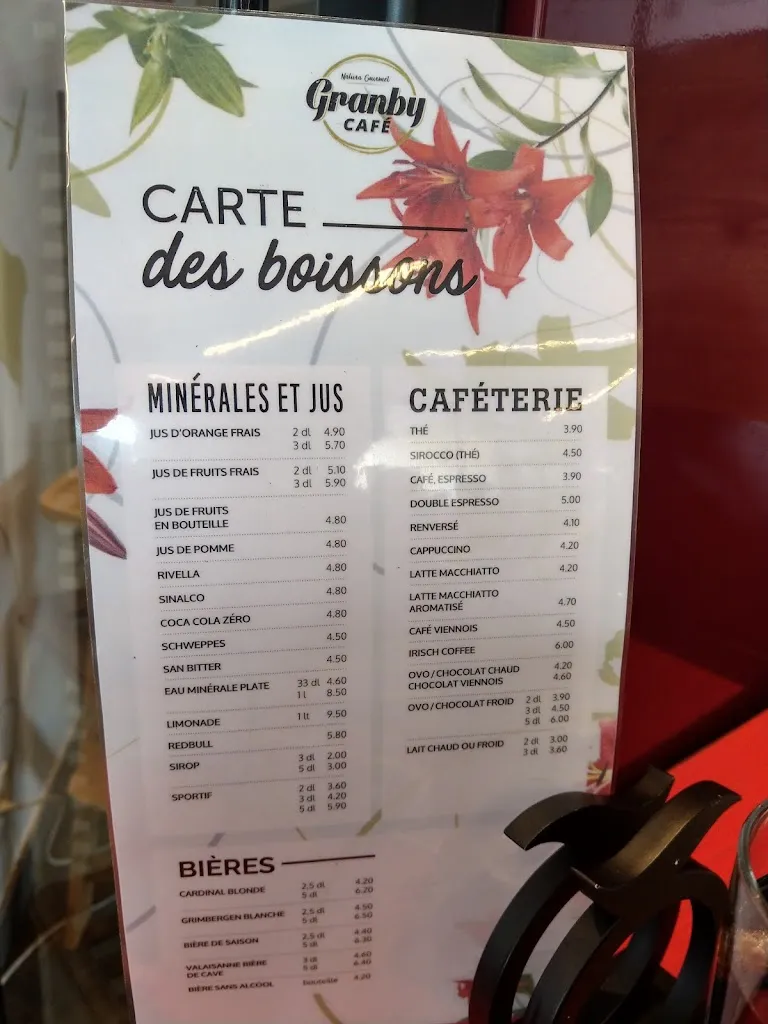 Natura Gourmet
Granby
CAFÉ
CARTE
des boissons
MINÉRALES ET JUS
JUS D'ORANGE FRAIS 2 dl 4.90
3 dl 5.70
JUS DE FRUITS FRAIS 2 dl 5.10
3 dl 5.90
JUS DE FRUITS
EN BOUTEILLE 4.80
JUS DE POMME 4.80
RIVELLA 4.80
SINALCO 4.80
COCA COLA ZÉRO 4.80
SCHWEPPES 4.50
SAN BITTER 4.50
EAU MINÉRALE PLATE 33 dl 4.60
1 l 8.50
LIMONADE 1 lt 9.50
REDBULL 5.80
SIROP 3 dl 2.00
5 dl 3.00
SPORTIF 2 dl 3.60
3 dl 4.20
5 dl 5.90
CAFÉTERIE
THÉ 3.90
SIROCCO (THÉ) 4.50
CAFÉ, ESPRESSO 3.90
DOUBLE ESPRESSO 5.00
RENVERSÉ 4.10
CAPPUCCINO 4.20
LATTE MACCHIATTO 4.20
LATTE MACCHIATTO
AROMATISÉ 4.70
CAFÉ VIENNOIS 4.50
IRISCH COFFEE 6.00
OVO / CHOCOLAT CHAUD 4.20
CHOCOLAT VIENNOIS 4.60
OVO / CHOCOLAT FROID 2 dl 3.90
3 dl 4.50
5 dl 6.00
LAIT CHAUD OU FROID 2 dl 3.00
3 dl 3.60
BIÈRES
CARDINAL BLONDE 2,5 dl 4.20
5 dl 6.20
GRIMBERGEN BLANCHE 2,5 dl 4.50
5 dl 6.50
BIÈRE DE SAISON 2,5 dl 4.40
5 dl 6.30
VALAISANNE BIÈRE 3 dl 4.60
DE CAVE 5 dl 6.40
BIÈRE SANS ALCOOL bouteille 4.20